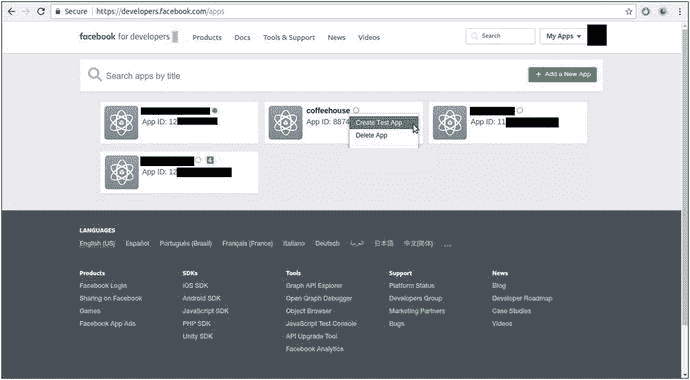 Secure https://developers.facebook.com/apps
facebook for developers Products Docs Tools & Support News Videos Search My Apps
Search apps by title + Add a New App
App ID: 12
coffeehouse
App ID: 8874
Create Test App
Delete App
App ID: 11
App ID: 12
LANGUAGES
English (US) Español Português (Brasil) Français (France) Italiano Deutsch العربية 日本語 中文(简体) ...
Products SDKs Tools Support News
Facebook Login iOS SDK Graph API Explorer Platform Status Blog
Sharing on Facebook Android SDK Open Graph Debugger Developers Group Developer Roadmap
Games JavaScript SDK Object Browser Marketing Partners Case Studies
Facebook App Ads PHP SDK JavaScript Test Console Bugs Videos
Unity SDK API Upgrade Tool
Facebook Analytics